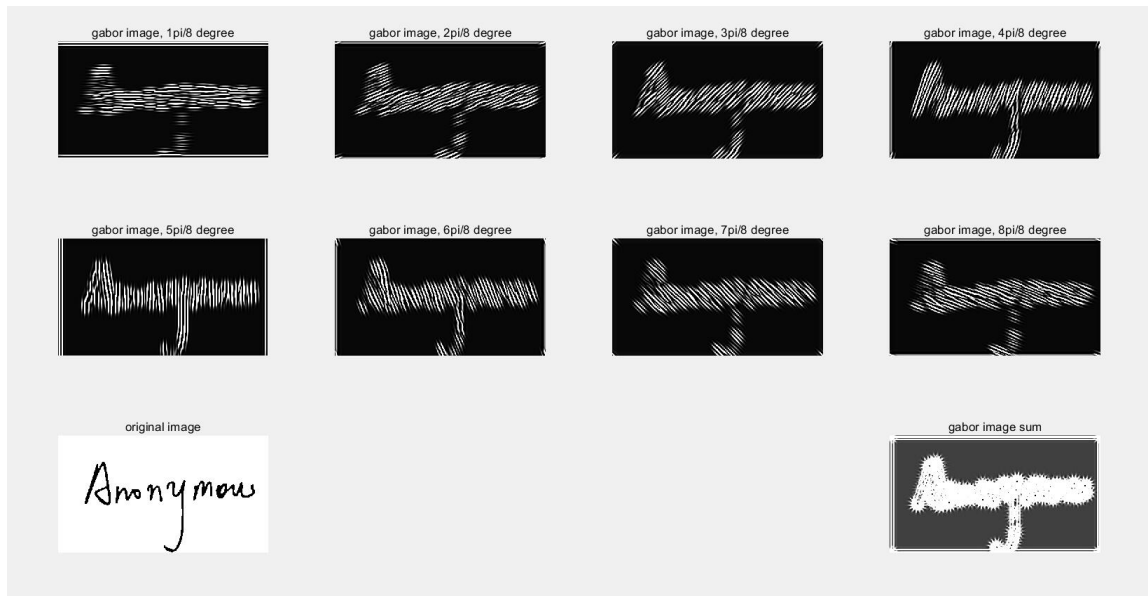 gabor image, 1pi/8 degree
gabor image, 2pi/8 degree
gabor image, 3pi/8 degree
gabor image, 4pi/8 degree
gabor image, 5pi/8 degree
gabor image, 6pi/8 degree
gabor image, 7pi/8 degree
gabor image, 8pi/8 degree
original image
Anonymous
gabor image sum